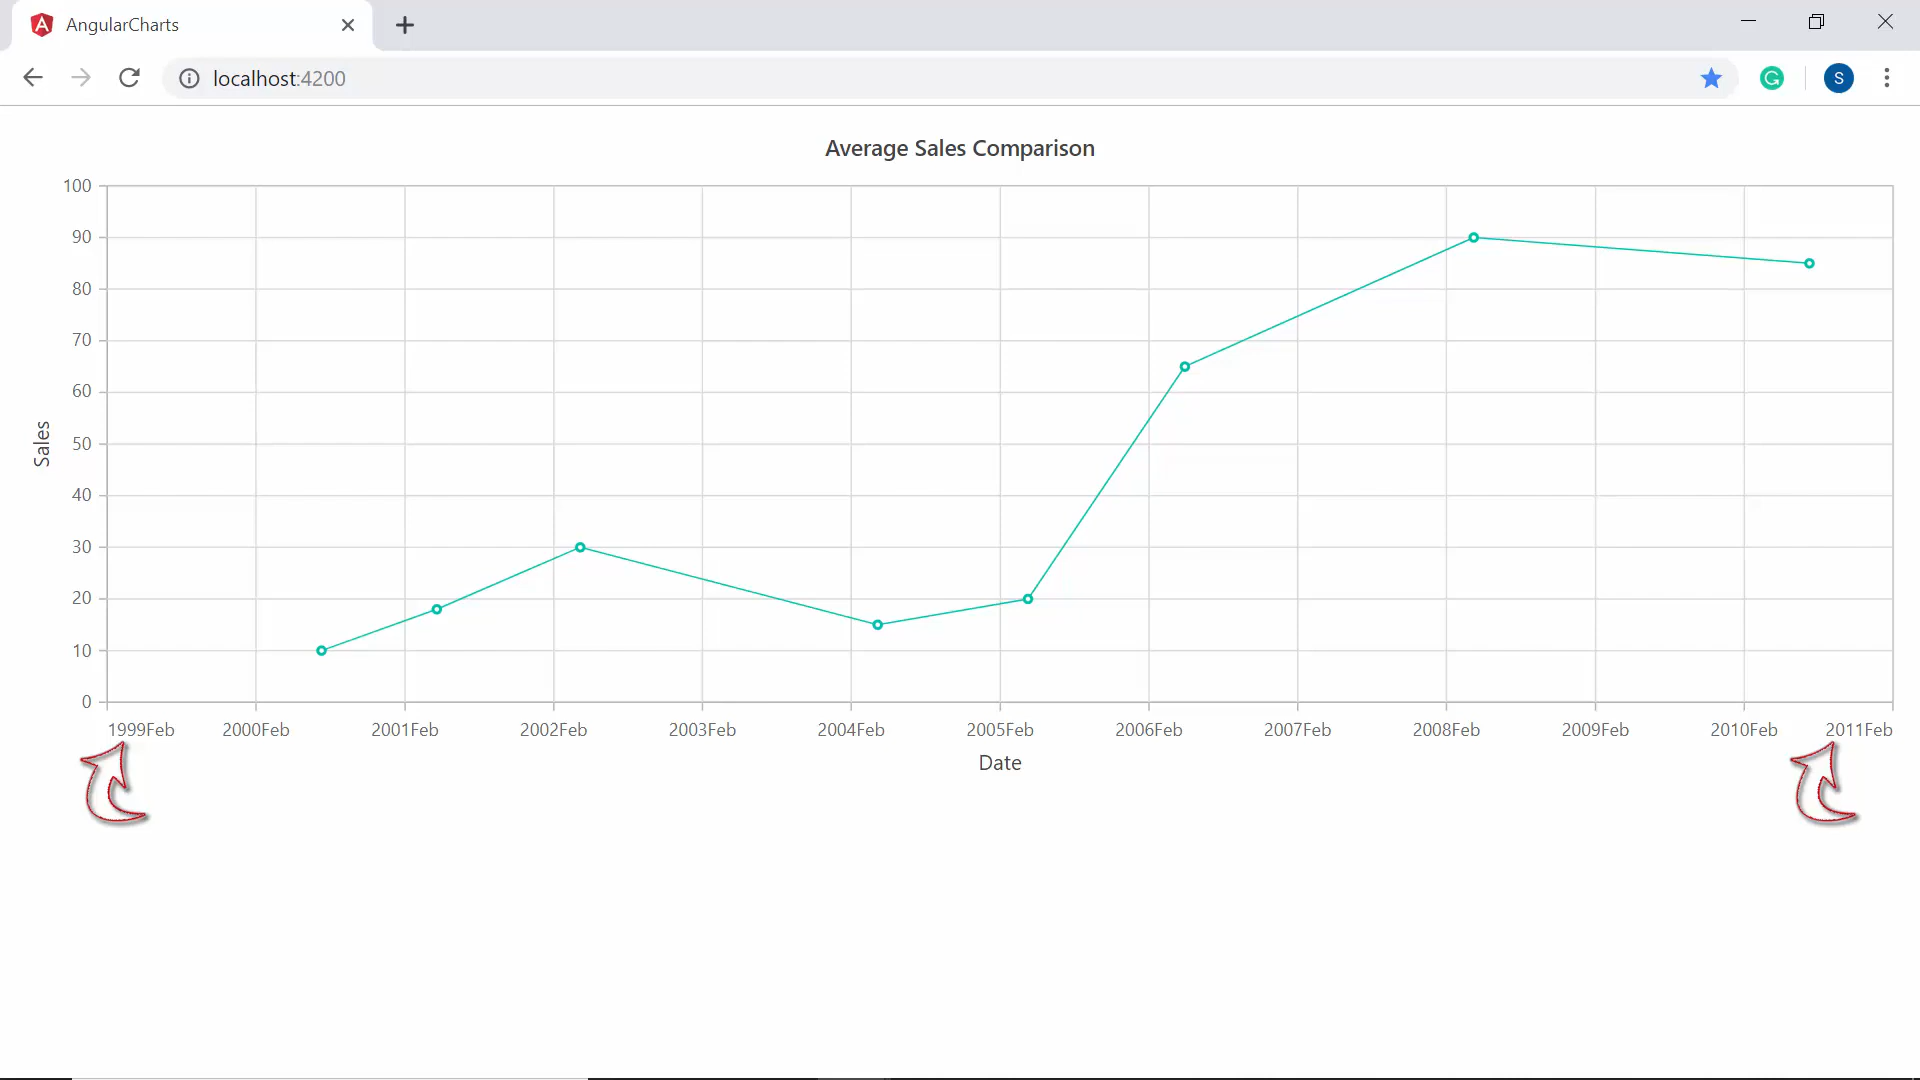 AngularCharts
localhost:4200
S
Average Sales Comparison
100
90
80
70
60
50
40
30
20
10
0
Sales
1999Feb 2000Feb 2001Feb 2002Feb 2003Feb 2004Feb 2005Feb 2006Feb 2007Feb 2008Feb 2009Feb 2010Feb 2011Feb
Date